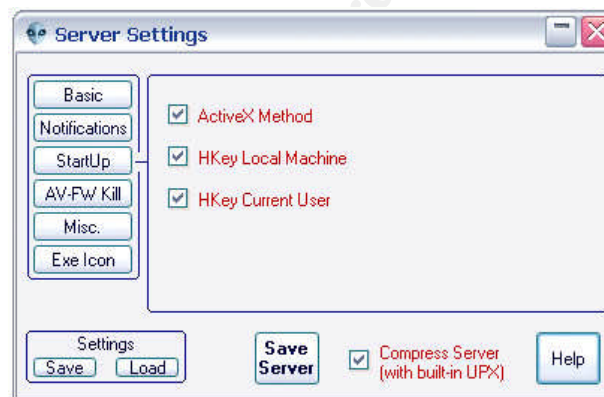 Server Settings
Basic
Notifications
StartUp
AV-FW Kill
Misc.
Exe Icon
ActiveX Method
HKey Local Machine
HKey Current User
Settings
Save Load
Save
Server
Compress Server
(with built-in UPX)
Help